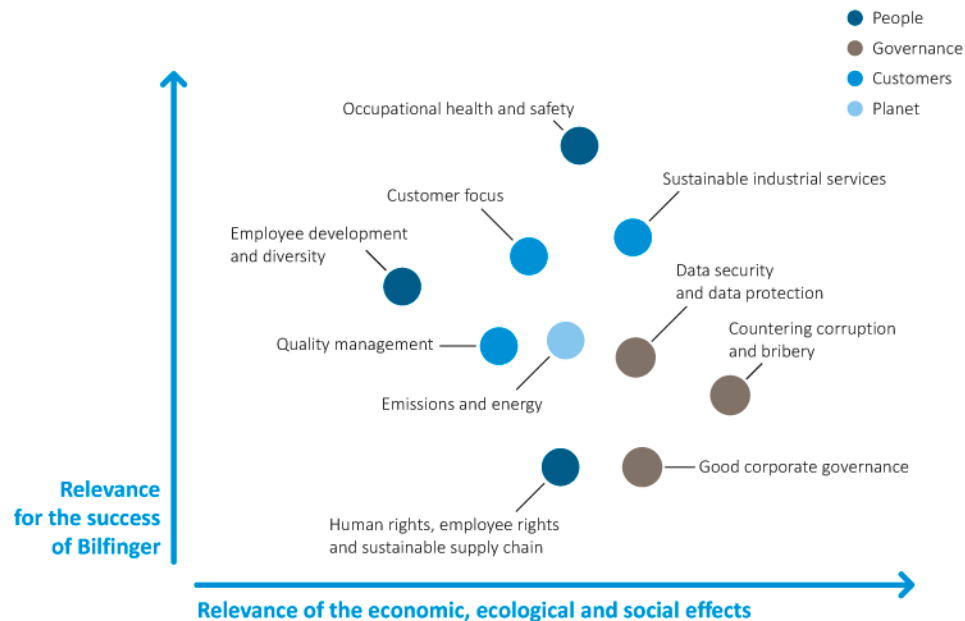 People
Governance
Customers
Planet
Occupational health and safety
Sustainable industrial services
Customer focus
Employee development
and diversity
Data security
and data protection
Countering corruption
and bribery
Quality management
Emissions and energy
Good corporate governance
Human rights, employee rights
and sustainable supply chain
Relevance
for the success
of Bilfinger
Relevance of the economic, ecological and social effects